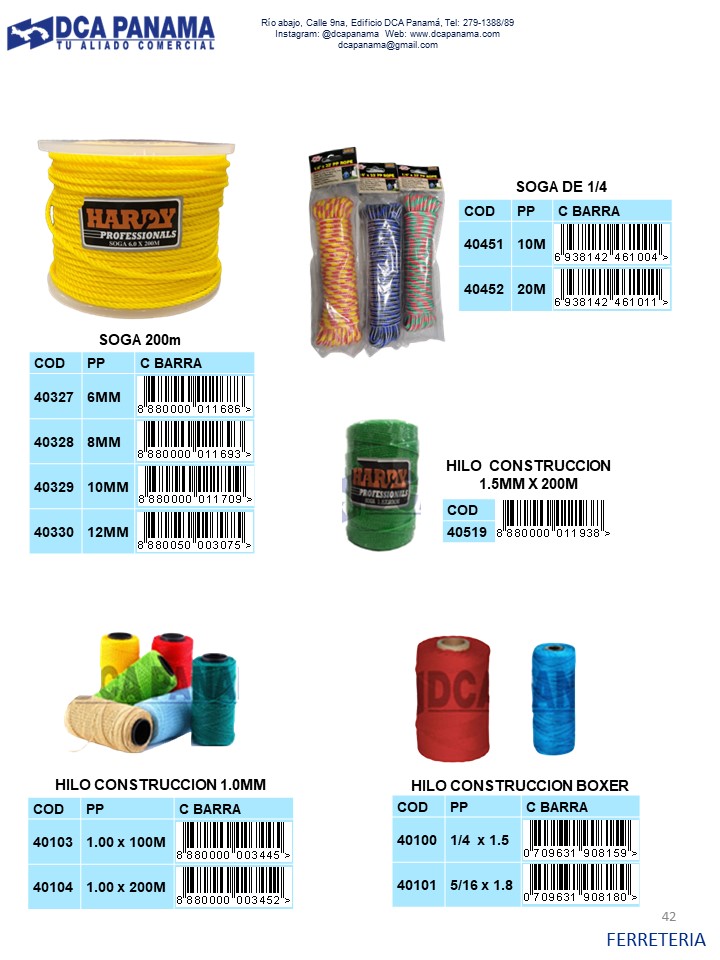 DCA PANAMA
TU ALIADO COMERCIAL
Río abajo, Calle 9na, Edificio DCA Panamá, Tel: 279-1388/89
Instagram: @dcapanama Web: www.dcapanama.com
dcapanama@gmail.com
HARDY
PROFESSIONALS
SOGA 6.0 X 200M
SOGA 200m
COD PP C BARRA
40327 6MM 8 880000 011686 >
40328 8MM 8 880000 011693 >
40329 10MM 8 880000 011709 >
40330 12MM 8 880050 003075 >
SOGA DE 1/4
COD PP C BARRA
40451 10M 6 938142 461004 >
40452 20M 6 938142 461011 >
HARDY
PROFESSIONALS
HILO CONSTRUCCION
1.5MM X 200M
COD
40519 8 880000 011938 >
DCA PANAMA
HILO CONSTRUCCION 1.0MM
COD PP C BARRA
40103 1.00 x 100M 8 880000 003445 >
40104 1.00 x 200M 8 880000 003452 >
DCA PANAMA
HILO CONSTRUCCION BOXER
COD PP C BARRA
40100 1/4 x 1.5 0 709631 908159 >
40101 5/16 x 1.8 0 709631 908180 >
42
FERRETERIA